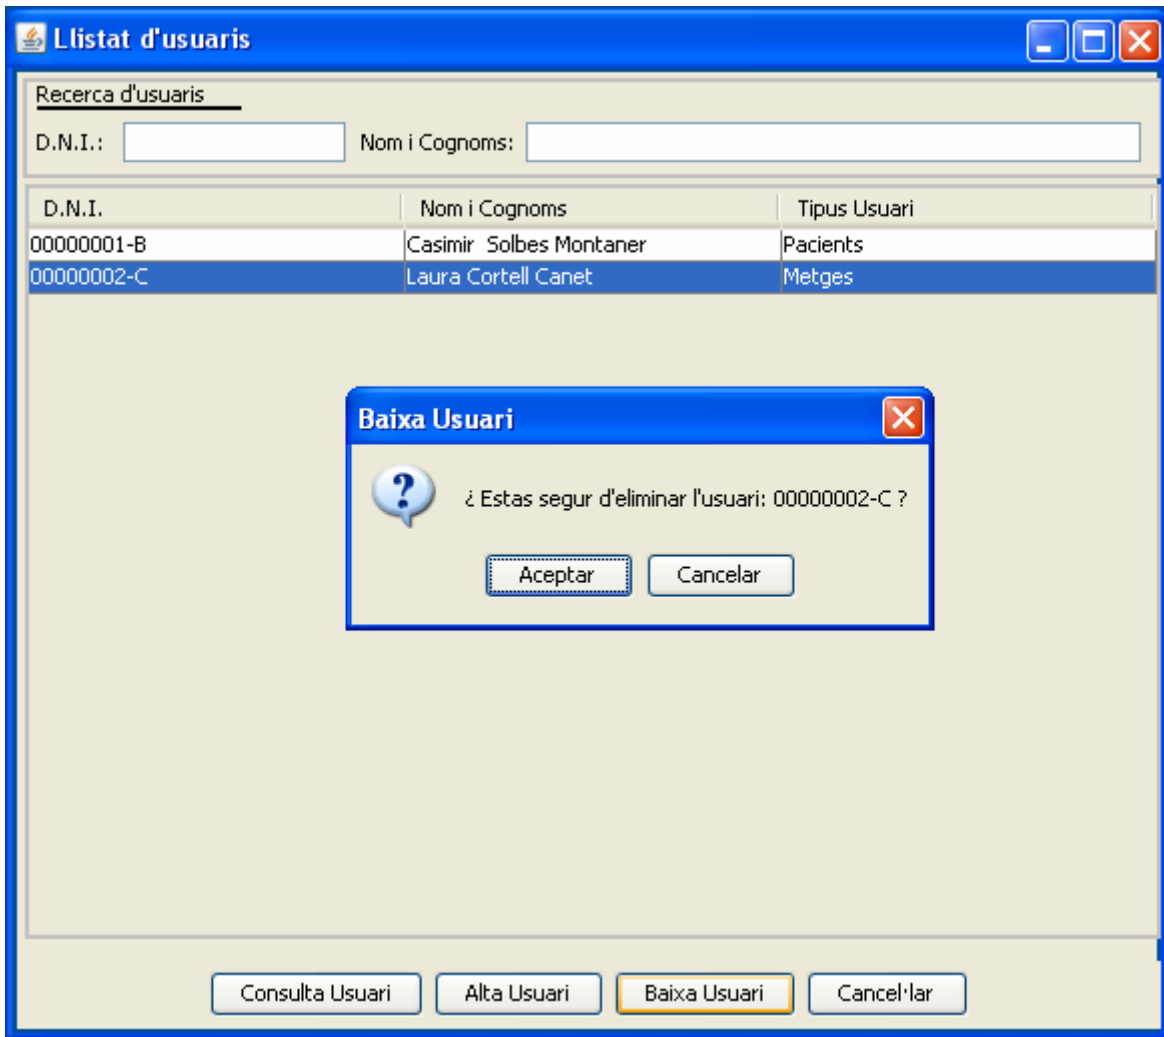 Llistat d'usuaris
Recerca d'usuaris
D.N.I.: Nom i Cognoms:
D.N.I. Nom i Cognoms Tipus Usuari
00000001-B Casimir Solbes Montaner Pacients
00000002-C Laura Cortell Canet Metges
Baixa Usuari
¿ Estas segur d'eliminar l'usuari: 00000002-C ?
Aceptar Cancelar
Consulta Usuari Alta Usuari Baixa Usuari Cancel·lar